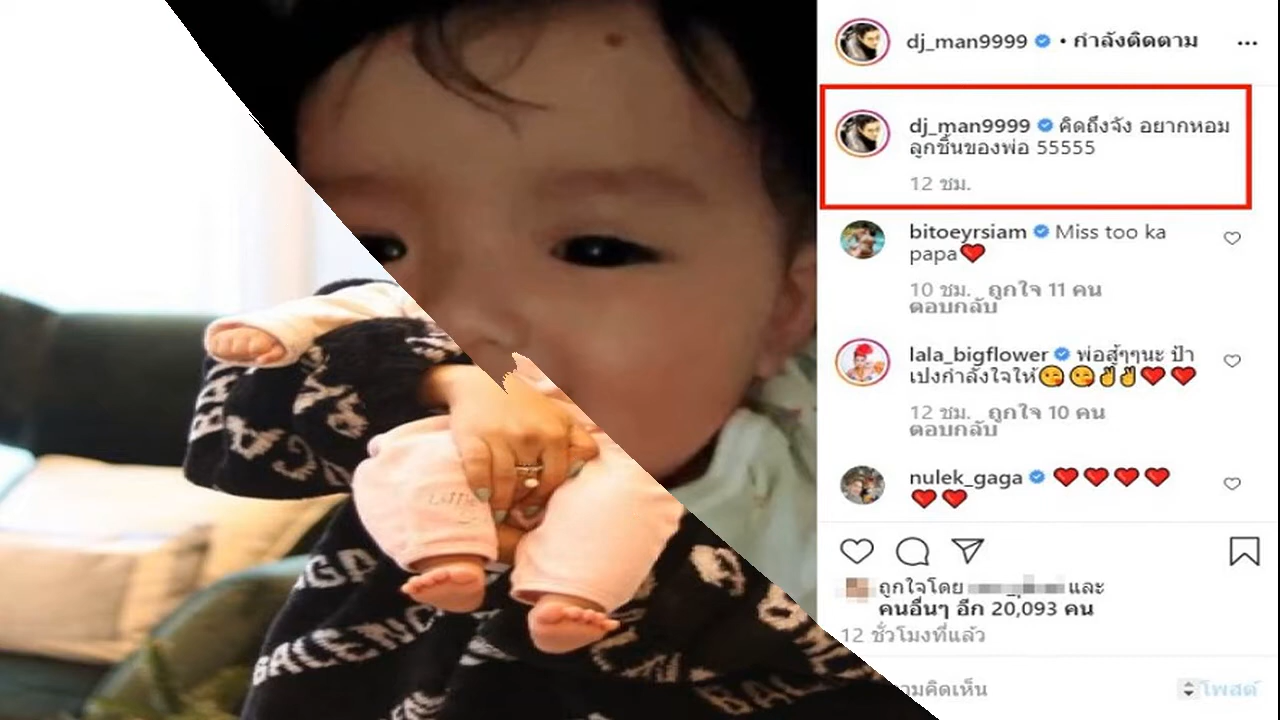 dj_man9999 • กำลังติดตาม
dj_man9999 คิดถึงจัง อยากหอม
ลูกชิ้นของพ่อ 55555
12 ชม.
bitoeyrsiam Miss too ka
papa
10 ชม. ถูกใจ 11 คน
ตอบกลับ
lala_bigflower พ่อสู้ๆๆนะ ป้า
เปงกำลังใจให้
12 ชม. ถูกใจ 10 คน
ตอบกลับ
nulek_gaga
ถูกใจโดย และ
คนอื่นๆ อีก 20,093 คน
12 ชั่วโมงที่แล้ว
วามคิดเห็น
โพสต์
BALENC